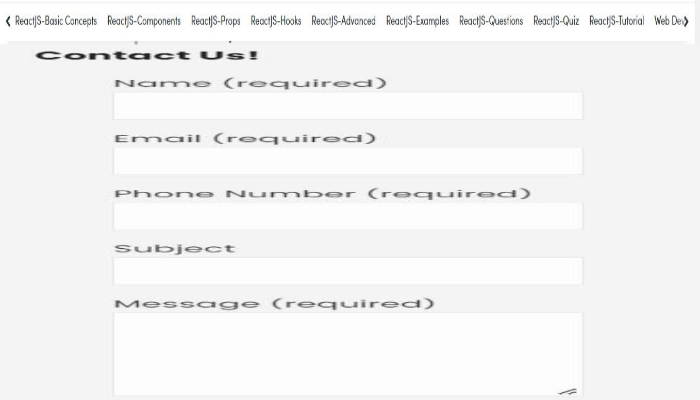 ReactJS-Basic Concepts ReactJS-Components ReactJS-Props ReactJS-Hooks ReactJS-Advanced ReactJS-Examples ReactJS-Questions ReactJS-Quiz ReactJS-Tutorial Web Dev
Contact Us!
Name (required)
Email (required)
Phone Number (required)
Subject
Message (required)